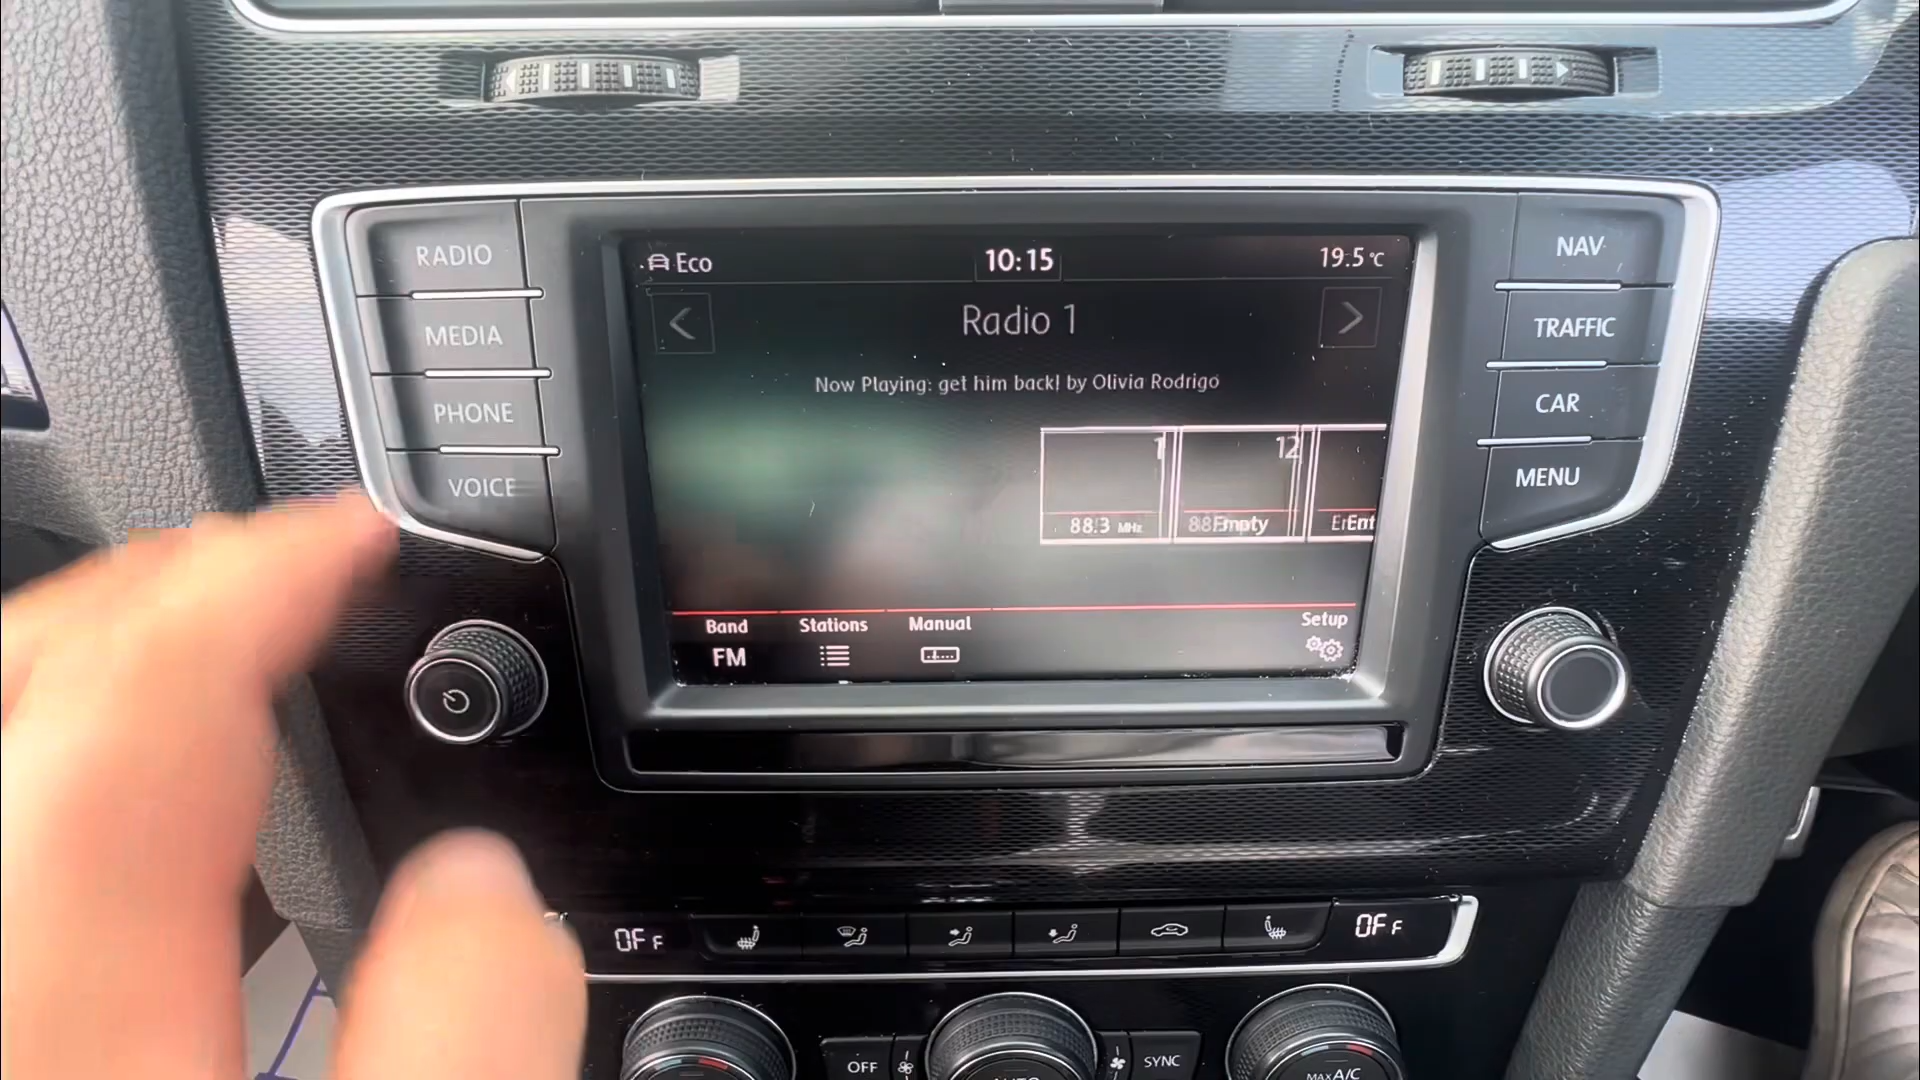 RADIO
MEDIA
PHONE
VOICE
Eco
10:15
19.5 °C
Radio 1
Now Playing: get him back! by Olivia Rodrigo
1
12
88.3 MHz
Empty
Band
Stations
Manual
Setup
FM
NAV
TRAFFIC
CAR
MENU
OFF
OFF
OFF
AUTO
SYNC
MAX A/C